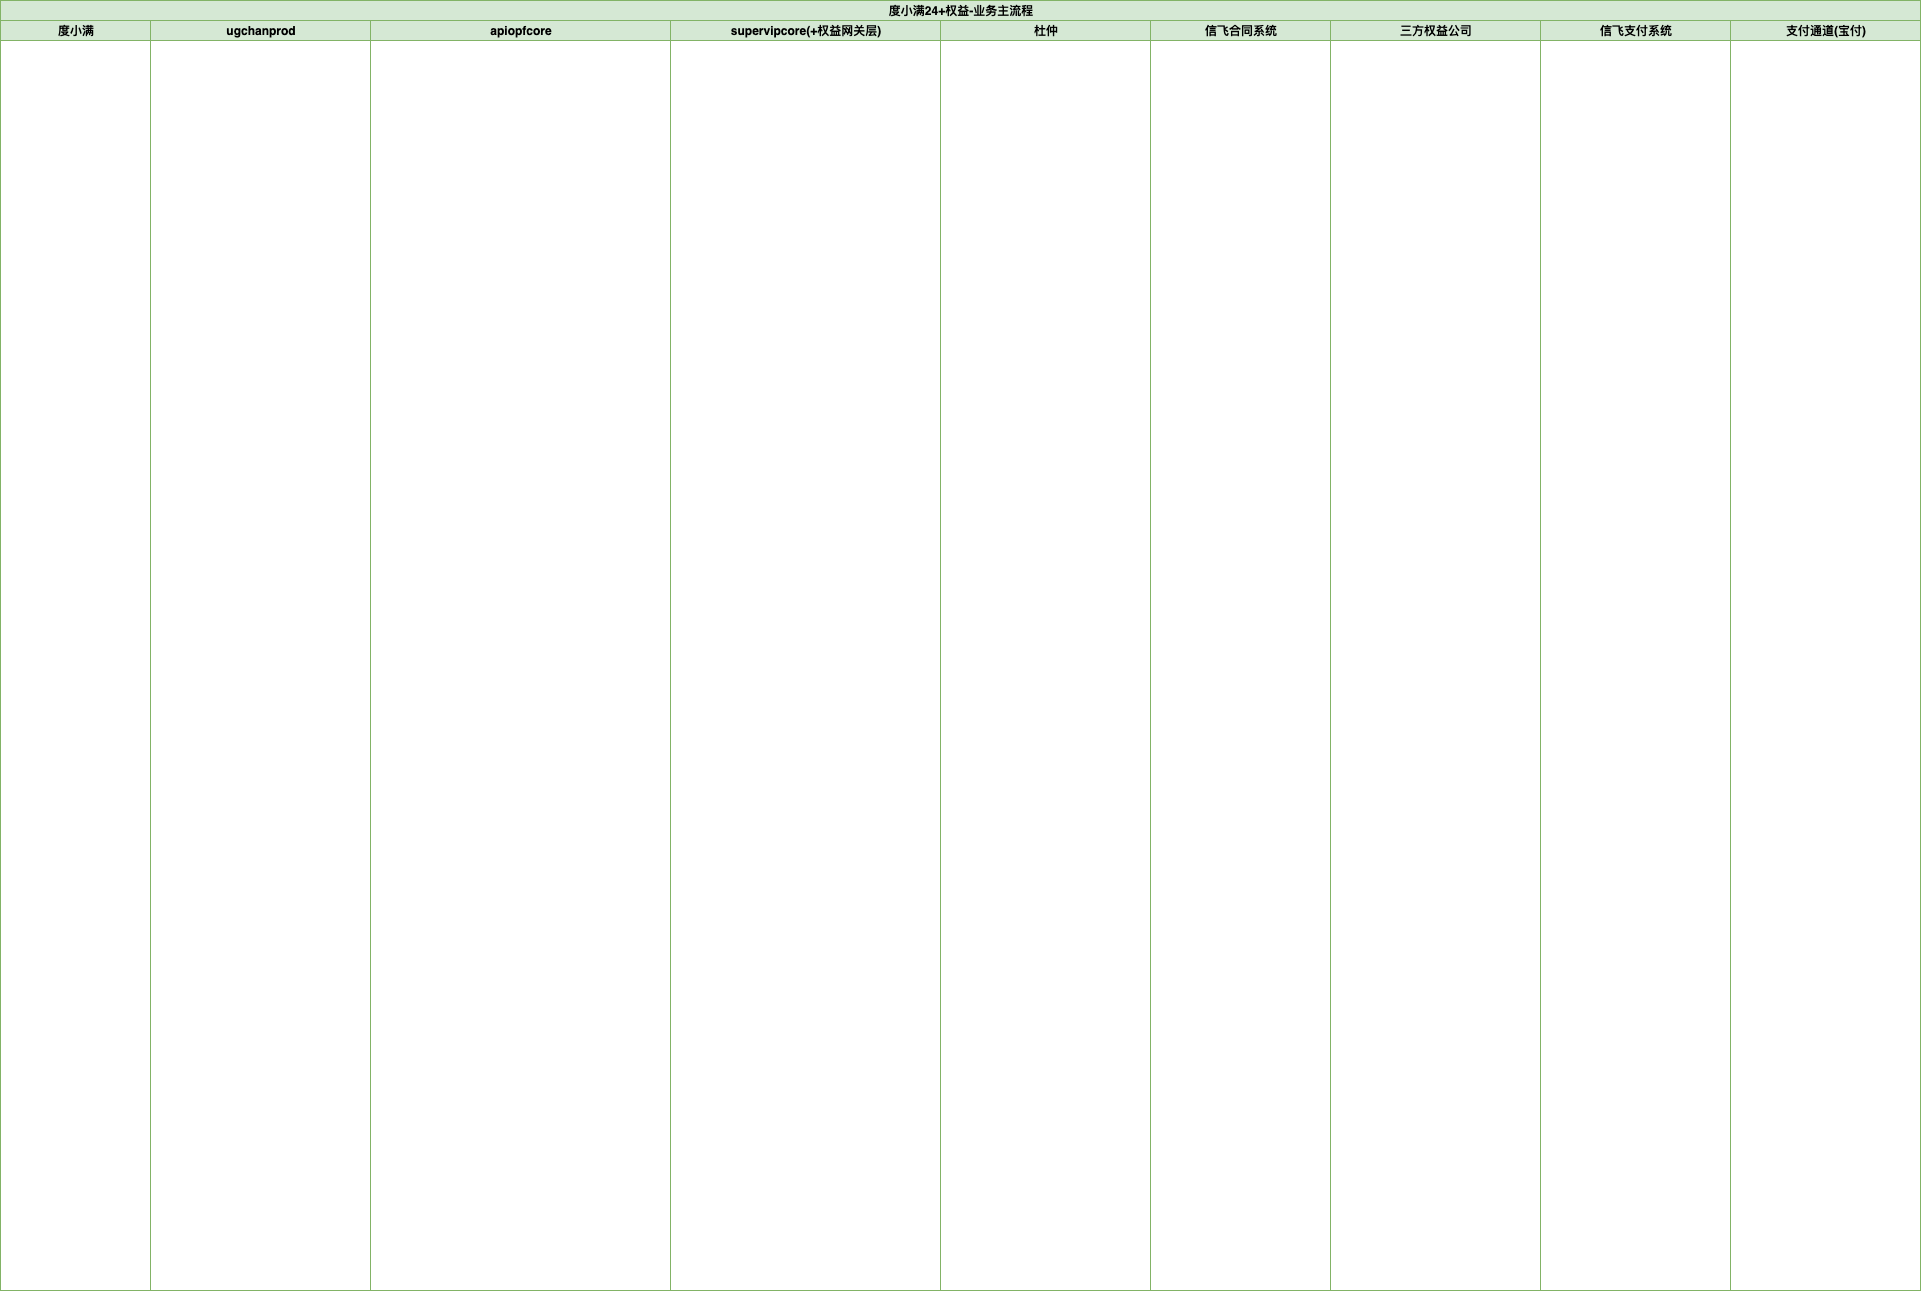 度小满24+权益-业务主流程
度小满
ugchanprod
apiopfcore
supervipcore(+权益网关层)
杜仲
信飞合同系统
三方权益公司
信飞支付系统
支付通道(宝付)